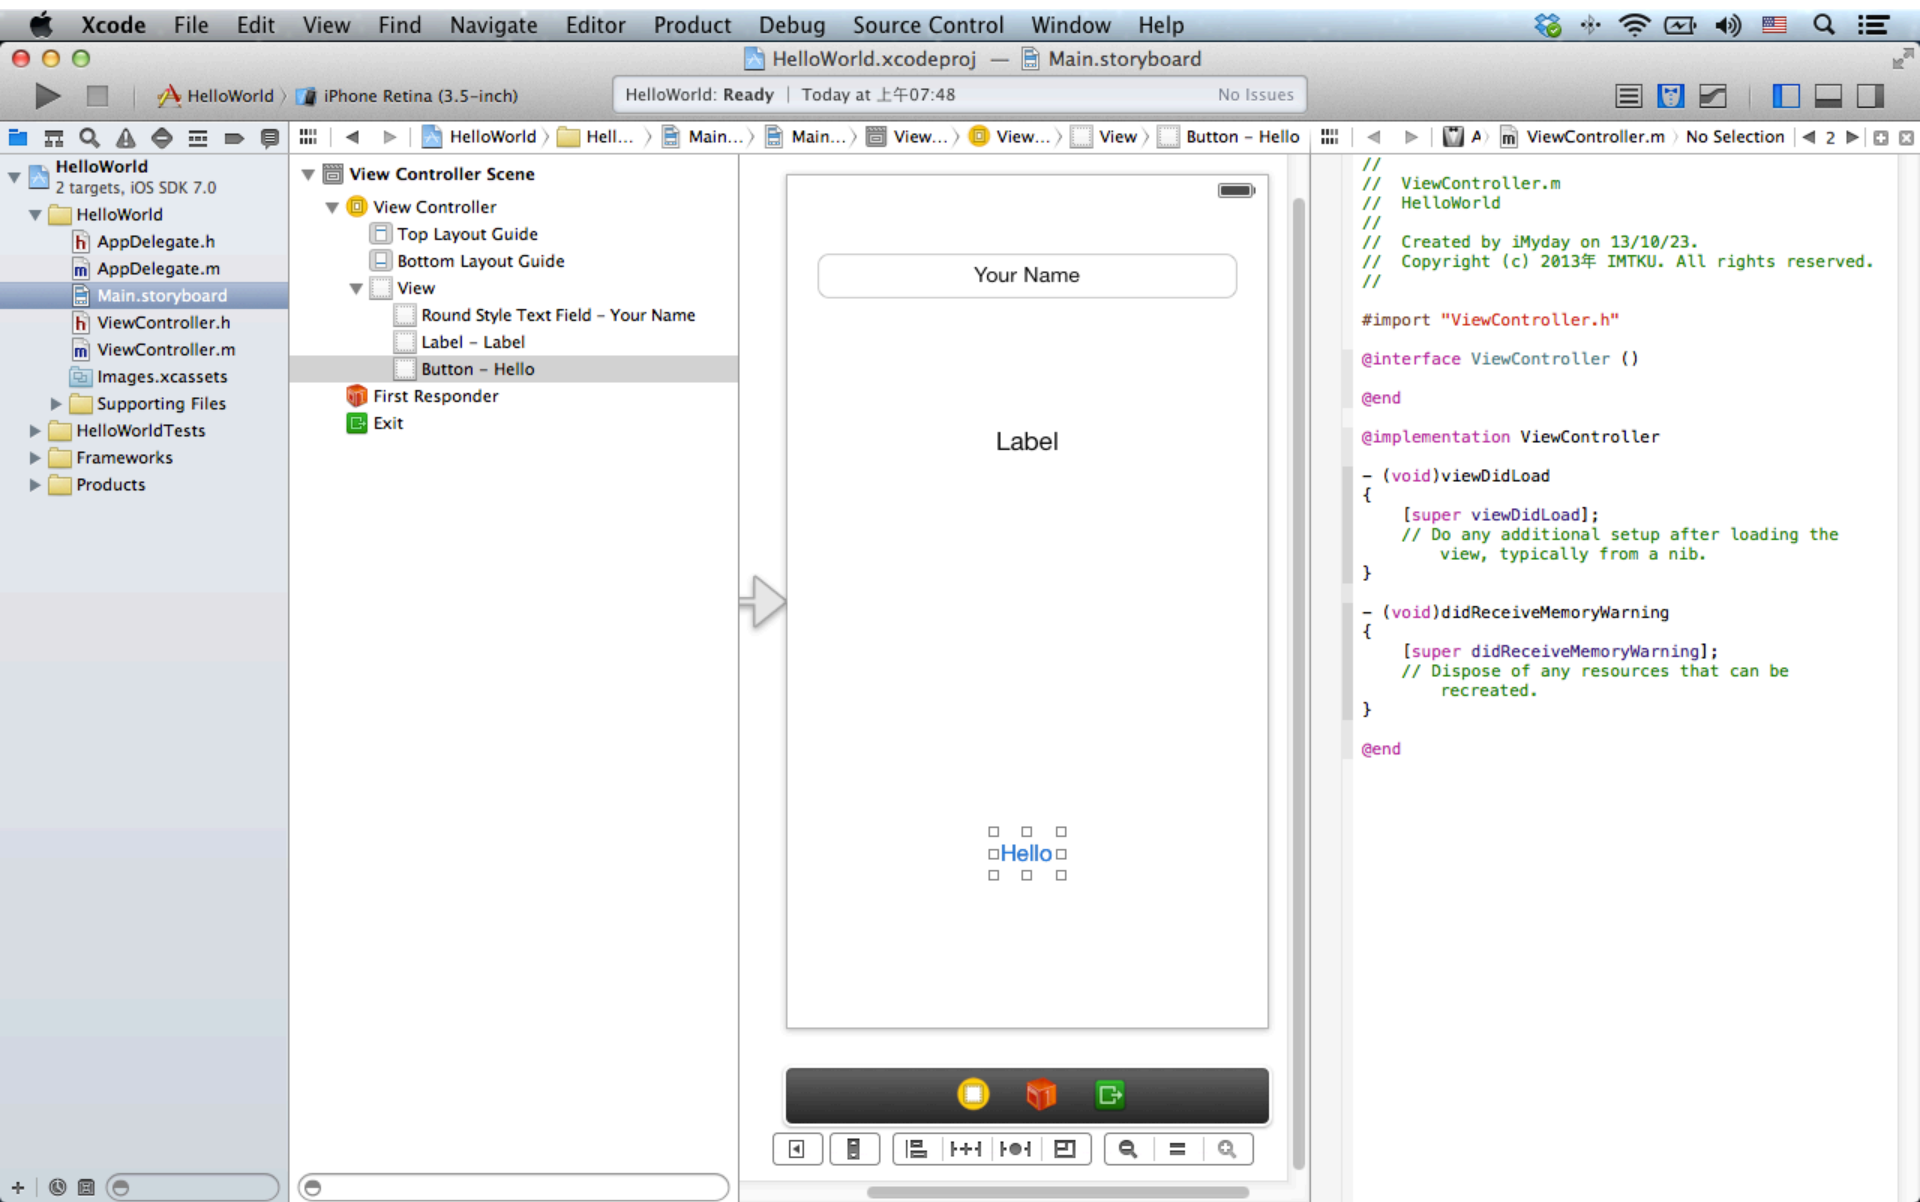 Xcode File Edit View Find Navigate Editor Product Debug Source Control Window Help
HelloWorld.xcodeproj — Main.storyboard
HelloWorld iPhone Retina (3.5-inch)
HelloWorld: Ready | Today at 上午07:48 No Issues
HelloWorld Hell... Main... Main... View... View... View Button – Hello
A ViewController.m No Selection 2
HelloWorld
2 targets, iOS SDK 7.0
HelloWorld
AppDelegate.h
AppDelegate.m
Main.storyboard
ViewController.h
ViewController.m
Images.xcassets
Supporting Files
HelloWorldTests
Frameworks
Products
View Controller Scene
View Controller
Top Layout Guide
Bottom Layout Guide
View
Round Style Text Field – Your Name
Label – Label
Button – Hello
First Responder
Exit
Your Name
Label
Hello
//
// ViewController.m
// HelloWorld
//
// Created by iMyday on 13/10/23.
// Copyright (c) 2013年 IMTKU. All rights reserved.
//
#import "ViewController.h"
@interface ViewController ()
@end
@implementation ViewController
- (void)viewDidLoad
{
[super viewDidLoad];
// Do any additional setup after loading the
view, typically from a nib.
}
- (void)didReceiveMemoryWarning
{
[super didReceiveMemoryWarning];
// Dispose of any resources that can be
recreated.
}
@end